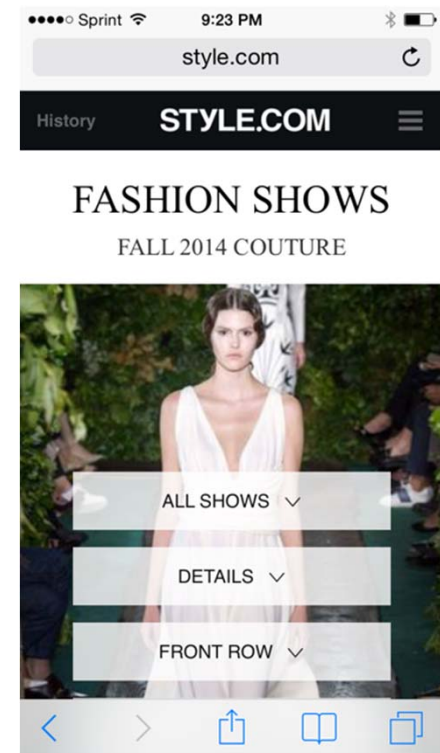 Sprint 9:23 PM
style.com
History STYLE.COM
FASHION SHOWS
FALL 2014 COUTURE
ALL SHOWS
DETAILS
FRONT ROW